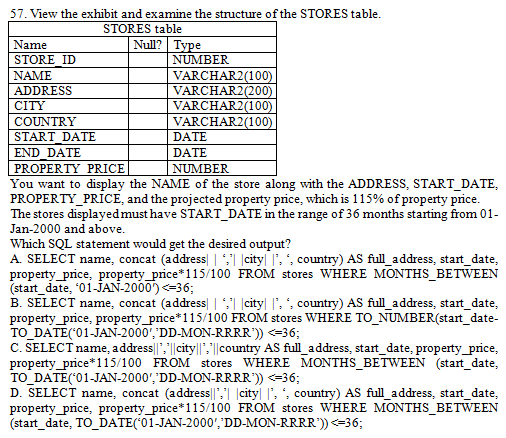 57. View the exhibit and examine the structure of the STORES table.
STORES table
Name Null? Type
STORE_ID NUMBER
NAME VARCHAR2(100)
ADDRESS VARCHAR2(200)
CITY VARCHAR2(100)
COUNTRY VARCHAR2(100)
START_DATE DATE
END_DATE DATE
PROPERTY_PRICE NUMBER
You want to display the NAME of the store along with the ADDRESS, START_DATE,
PROPERTY_PRICE, and the projected property price, which is 115% of property price.
The stores displayed must have START_DATE in the range of 36 months starting from 01-
Jan-2000 and above.
Which SQL statement would get the desired output?
A. SELECT name, concat (address| | ‘,’| |city| |’, ‘, country) AS full_address, start_date,
property_price, property_price*115/100 FROM stores WHERE MONTHS_BETWEEN
(start_date, ‘01-JAN-2000’) <=36;
B. SELECT name, concat (address| | ‘,’| |city| |’, ‘, country) AS full_address, start_date,
property_price, property_price*115/100 FROM stores WHERE TO_NUMBER(start_date-
TO_DATE(‘01-JAN-2000′,’DD-MON-RRRR’)) <=36;
C. SELECT name, address||’,’||city||’,’||country AS full_address, start_date, property_price,
property_price*115/100 FROM stores WHERE MONTHS_BETWEEN (start_date,
TO_DATE(‘01-JAN-2000′,’DD-MON-RRRR’)) <=36;
D. SELECT name, concat (address||’,’| |city| |’, ‘, country) AS full_address, start_date,
property_price, property_price*115/100 FROM stores WHERE MONTHS_BETWEEN
(start_date, TO_DATE(‘01-JAN-2000′,’DD-MON-RRRR’)) <=36;